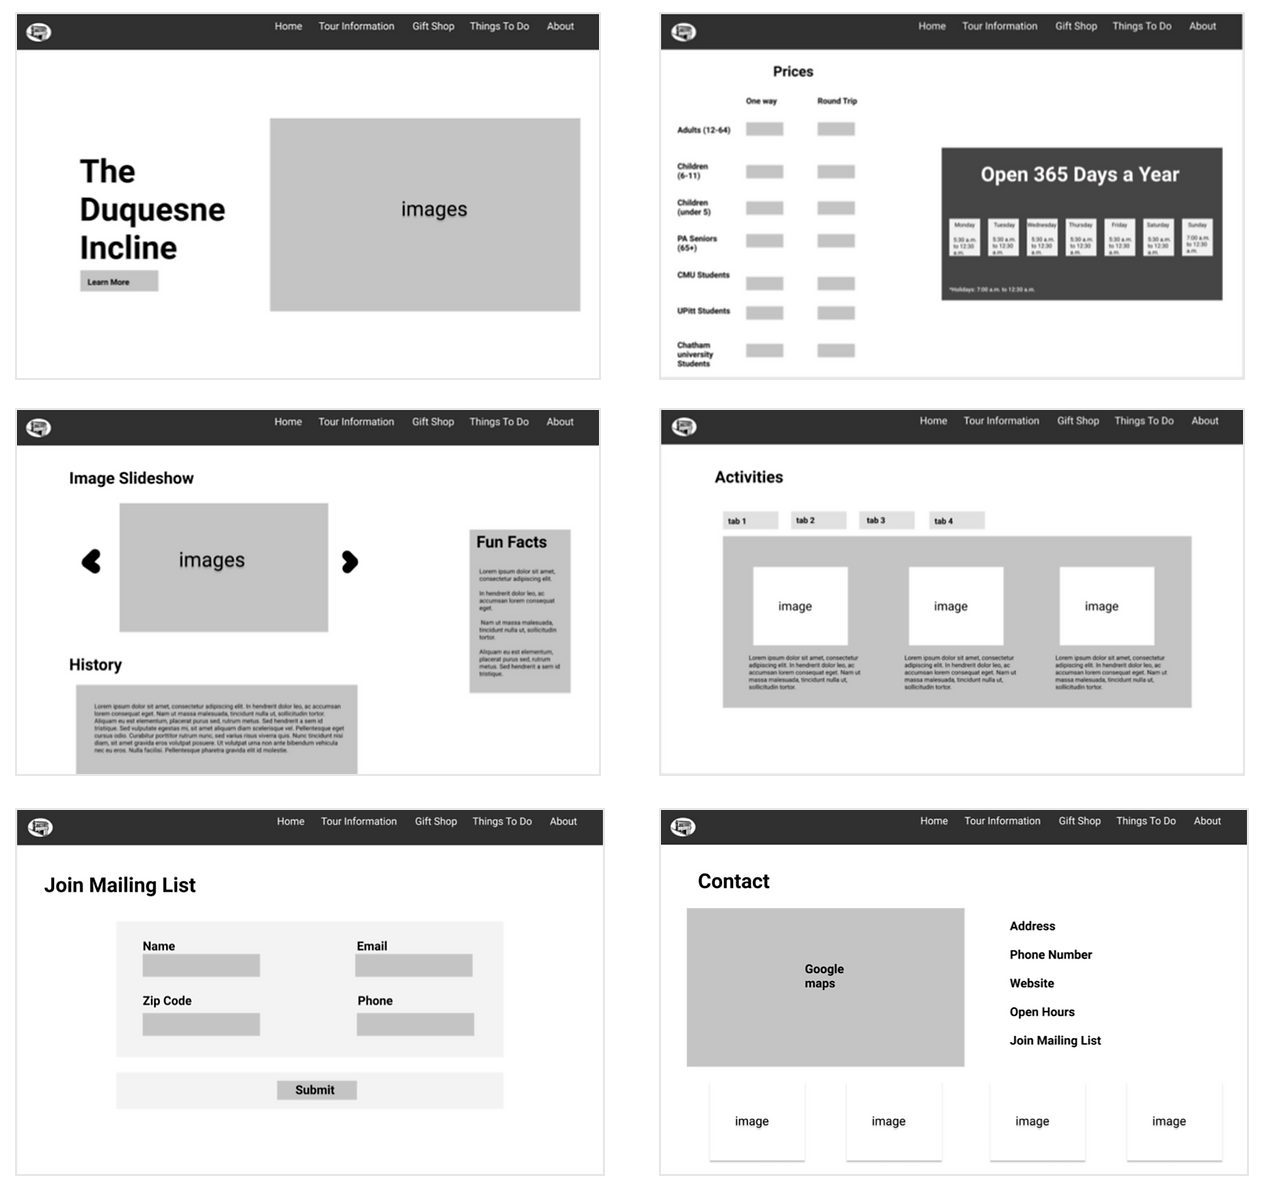 Home Tour Information Gift Shop Things To Do About
The
Duquesne
Incline
Learn More
images
Home Tour Information Gift Shop Things To Do About
Prices
One way Round Trip
Adults (12-64)
Children
(6-11)
Children
(under 5)
PA Seniors
(65+)
CMU Students
UPitt Students
Chatham
university
Students
Open 365 Days a Year
Monday Tuesday Wednesday Thursday Friday Saturday Sunday
5:30 a.m. 5:30 a.m. 5:30 a.m. 5:30 a.m. 5:30 a.m. 5:30 a.m. 7:00 a.m.
to 12:30 to 12:30 to 12:30 to 12:30 to 12:30 to 12:30 to 12:30
a.m. a.m. a.m. a.m. a.m. a.m. a.m.
*Holidays: 7:00 a.m. to 12:30 a.m.
Home Tour Information Gift Shop Things To Do About
Image Slideshow
images
Fun Facts
Lorem ipsum dolor sit amet,
consectetur adipiscing elit.
In hendrerit dolor leo, ac
accumsan lorem consequat
eget.
Nam ut massa malesuada,
tincidunt nulla ut, sollicitudin
tortor.
Aliquam eu est elementum,
placerat purus sed, rutrum
metus. Sed hendrerit a sem id
tristique.
History
Lorem ipsum dolor sit amet, consectetur adipiscing elit. In hendrerit dolor leo, ac accumsan
lorem consequat eget. Nam ut massa malesuada, tincidunt nulla ut, sollicitudin tortor.
Aliquam eu est elementum, placerat purus sed, rutrum metus. Sed hendrerit a sem id
tristique. Sed vulputate egestas mi, sit amet aliquam diam scelerisque vel. Pellentesque eget
cursus odio. Curabitur porttitor rutrum nunc, sed varius risus viverra quis. Nunc tincidunt nisi
diam, sit amet gravida eros volutpat posuere. Ut volutpat urna non ante bibendum vehicula
nec eu eros. Nulla facilisi. Pellentesque pharetra gravida elit id molestie.
Home Tour Information Gift Shop Things To Do About
Activities
tab 1 tab 2 tab 3 tab 4
image image image
Lorem ipsum dolor sit amet, consectetur
adipiscing elit. In hendrerit dolor leo, ac
accumsan lorem consequat eget. Nam ut
massa malesuada, tincidunt nulla ut,
sollicitudin tortor.
Lorem ipsum dolor sit amet, consectetur
adipiscing elit. In hendrerit dolor leo, ac
accumsan lorem consequat eget. Nam ut
massa malesuada, tincidunt nulla ut,
sollicitudin tortor.
Lorem ipsum dolor sit amet, consectetur
adipiscing elit. In hendrerit dolor leo, ac
accumsan lorem consequat eget. Nam ut
massa malesuada, tincidunt nulla ut,
sollicitudin tortor.
Home Tour Information Gift Shop Things To Do About
Join Mailing List
Name Email
Zip Code Phone
Submit
Home Tour Information Gift Shop Things To Do About
Contact
Google
maps
Address
Phone Number
Website
Open Hours
Join Mailing List
image image image image